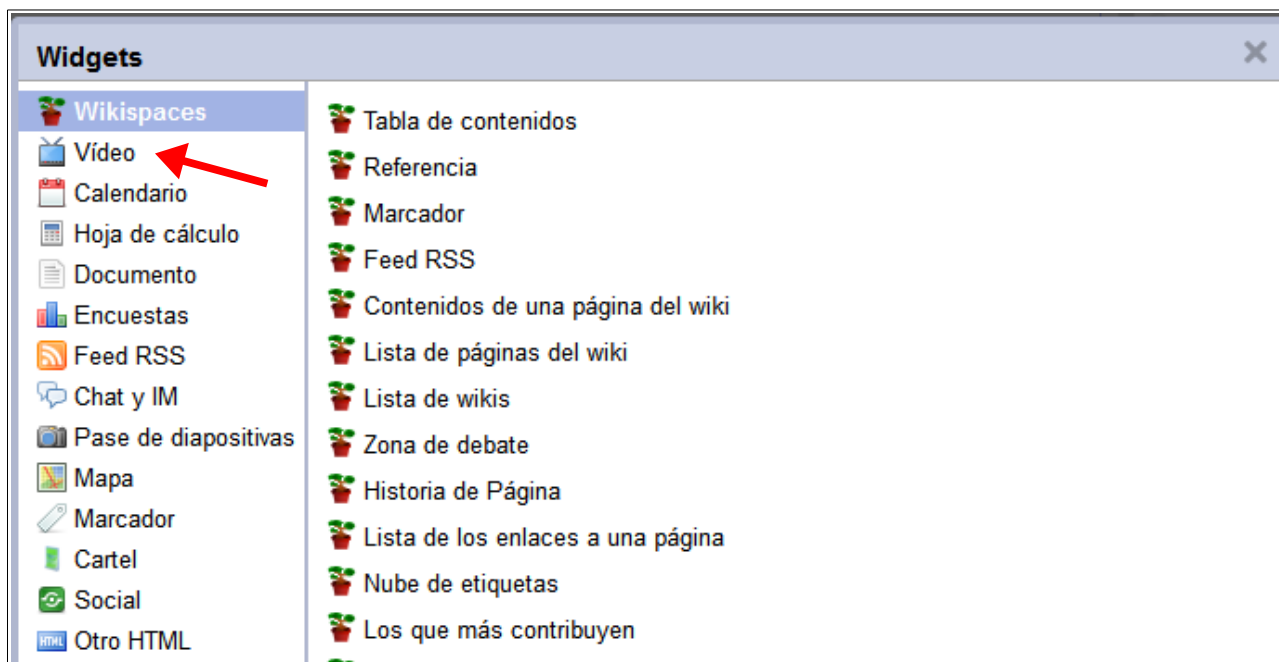 Widgets
Wikispaces
Vídeo
Calendario
Hoja de cálculo
Documento
Encuestas
Feed RSS
Chat y IM
Pase de diapositivas
Mapa
Marcador
Cartel
Social
HTML Otro HTML
Tabla de contenidos
Referencia
Marcador
Feed RSS
Contenidos de una página del wiki
Lista de páginas del wiki
Lista de wikis
Zona de debate
Historia de Página
Lista de los enlaces a una página
Nube de etiquetas
Los que más contribuyen